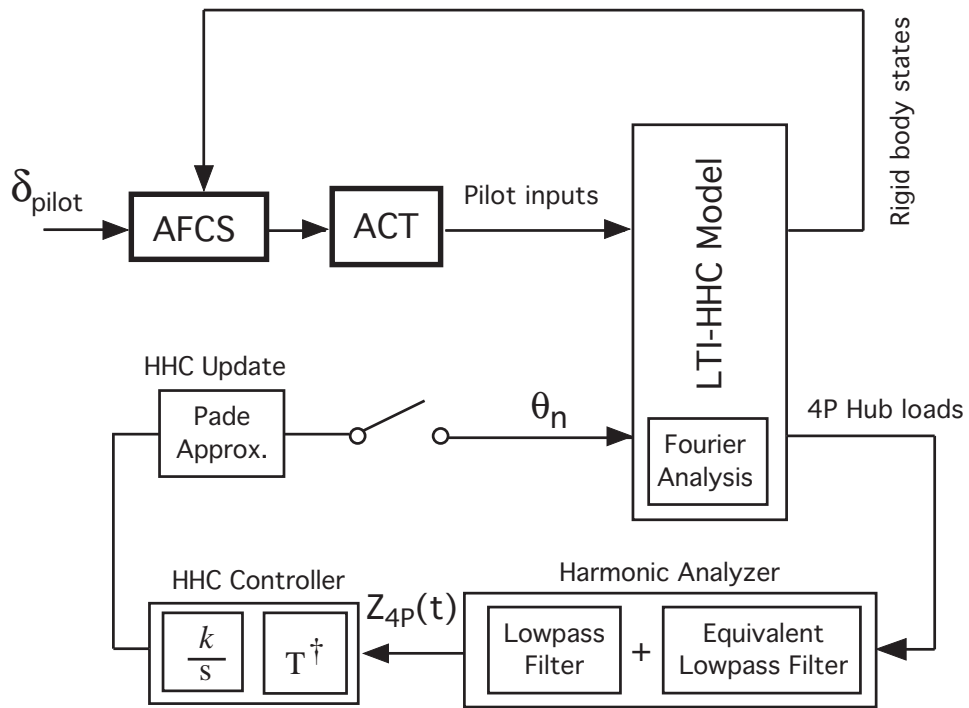 Rigid body states
δpilot
AFCS
ACT
Pilot inputs
LTI-HHC Model
HHC Update
Pade
Approx.
θn
4P Hub loads
Fourier
Analysis
HHC Controller
k
s
T†
Z4P(t)
Harmonic Analyzer
Lowpass
Filter
+
Equivalent
Lowpass Filter